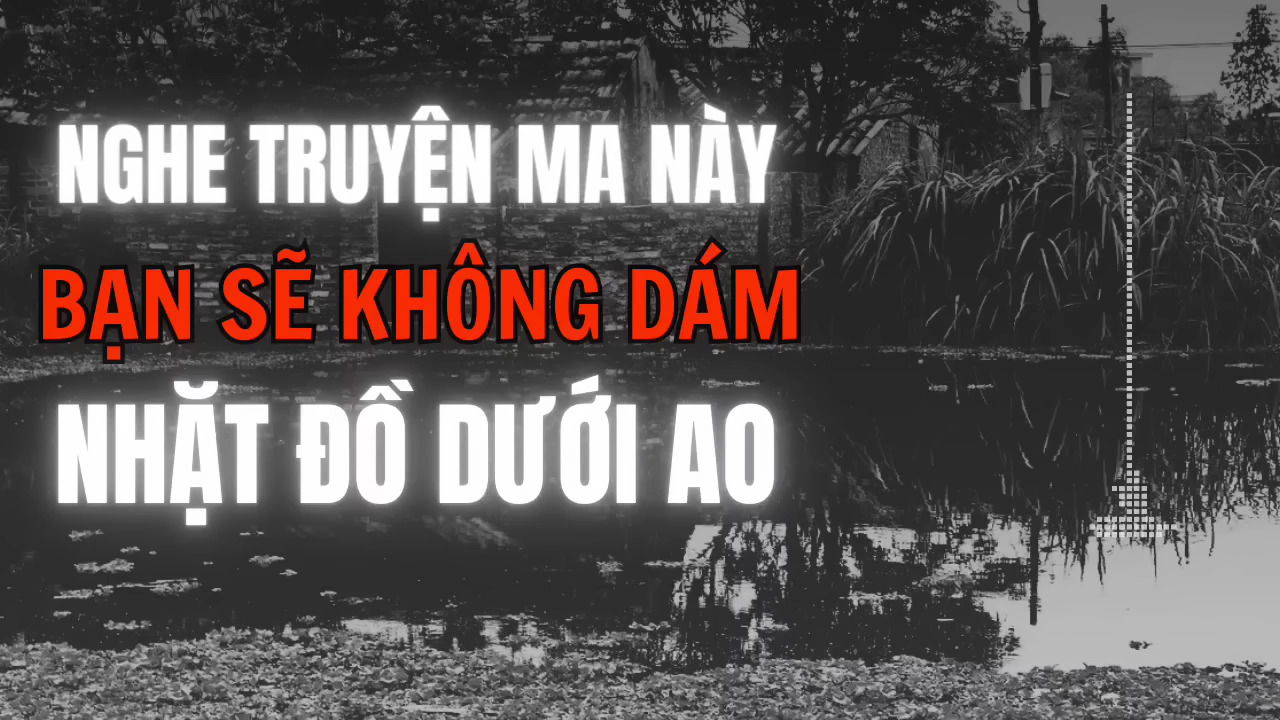 NGHE TRUYỆN MA NÀY
BẠN SẼ KHÔNG DÁM
NHẶT ĐỒ DƯỚI AO